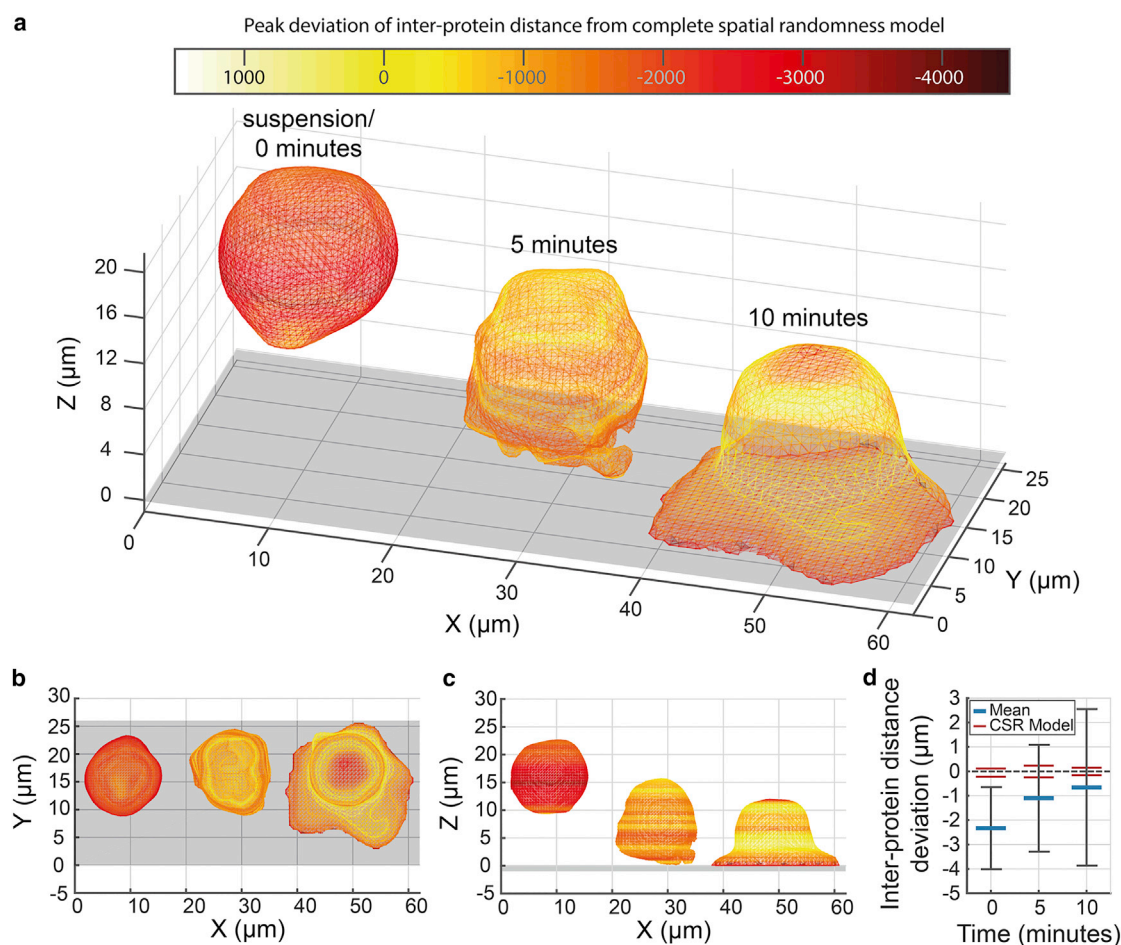 a
Peak deviation of inter-protein distance from complete spatial randomness model
1000 0 -1000 -2000 -3000 -4000
suspension/
0 minutes
5 minutes
10 minutes
20
16
12
8
4
0
Z (µm)
0
10
20
30
40
50
60
X (µm)
25
20
15
10
5
0
Y (µm)
b
30
25
20
15
10
5
0
-5
Y (µm)
0 10 20 30 40 50 60
X (µm)
c
30
25
20
15
10
5
0
-5
Z (µm)
0 10 20 30 40 50 60
X (µm)
d
3
2
1
0
-1
-2
-3
-4
-5
Inter-protein distance
deviation (µm)
Mean
CSR Model
0 5 10
Time (minutes)